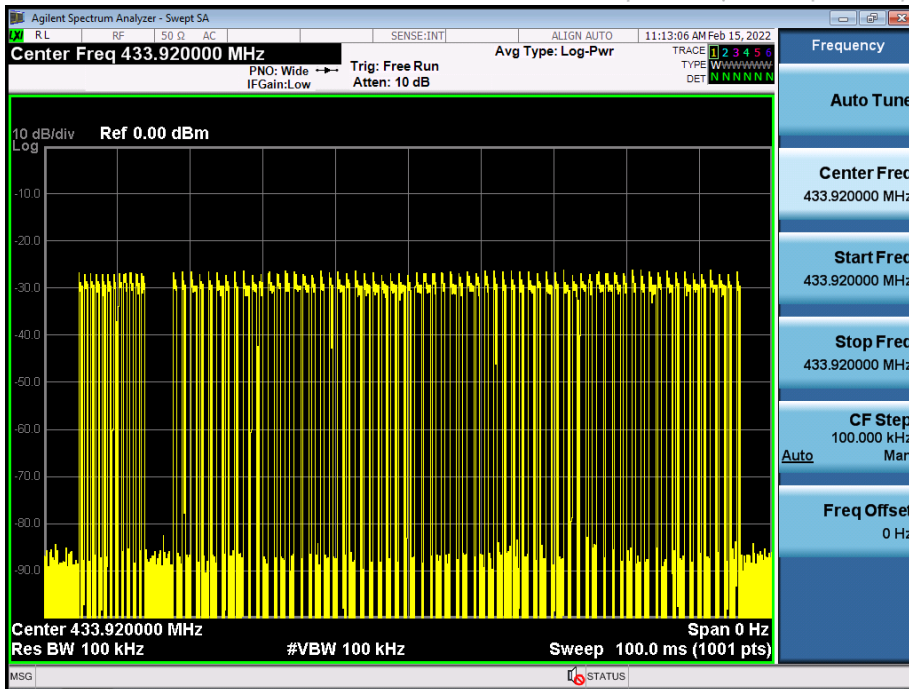 Agilent Spectrum Analyzer - Swept SA
LXI RL RF 50 Ω AC SENSE:INT ALIGN AUTO 11:13:06 AM Feb 15, 2022
Center Freq 433.920000 MHz
PNO: Wide
IFGain:Low
Trig: Free Run
Atten: 10 dB
Avg Type: Log-Pwr
TRACE 1 2 3 4 5 6
TYPE WWWWWW
DET N N N N N N
10 dB/div Ref 0.00 dBm
Log
-10.0
-20.0
-30.0
-40.0
-50.0
-60.0
-70.0
-80.0
-90.0
Center 433.920000 MHz Span 0 Hz
Res BW 100 kHz #VBW 100 kHz Sweep 100.0 ms (1001 pts)
MSG STATUS
Frequency
Auto Tune
Center Freq
433.920000 MHz
Start Freq
433.920000 MHz
Stop Freq
433.920000 MHz
CF Step
100.000 kHz
Auto Man
Freq Offset
0 Hz